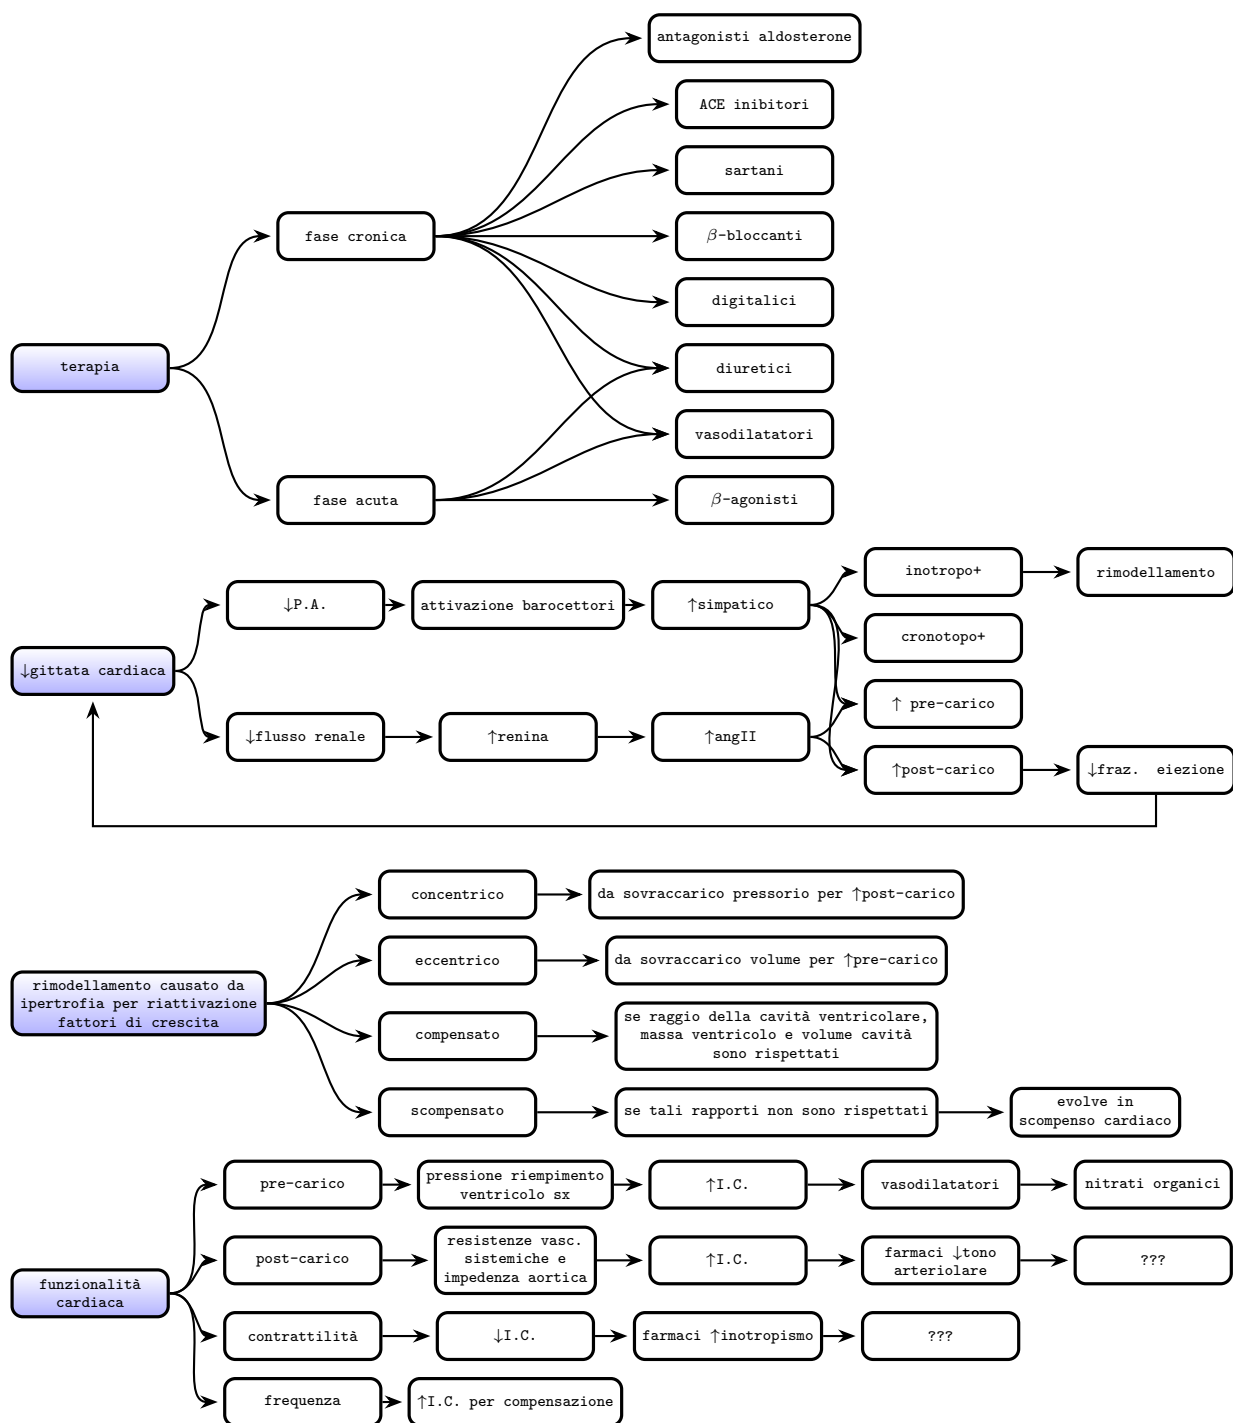 antagonisti aldosterone
ACE inibitori
sartani
fase cronica
β-bloccanti
digitalici
terapia
diuretici
vasodilatatori
fase acuta
β-agonisti
inotropo+
rimodellamento
↓P.A.
attivazione barocettori
↑simpatico
cronotopo+
↓gittata cardiaca
↑ pre-carico
↓flusso renale
↑renina
↑angII
↑post-carico
↓fraz. eiezione
concentrico
da sovraccarico pressorio per ↑post-carico
eccentrico
da sovraccarico volume per ↑pre-carico
rimodellamento causato da
ipertrofia per riattivazione
fattori di crescita
compensato
se raggio della cavità ventricolare,
massa ventricolo e volume cavità
sono rispettati
scompensato
se tali rapporti non sono rispettati
evolve in
scompenso cardiaco
pre-carico
pressione riempimento
ventricolo sx
↑I.C.
vasodilatatori
nitrati organici
post-carico
resistenze vasc.
sistemiche e
impedenza aortica
↑I.C.
farmaci ↓tono
arteriolare
???
funzionalità
cardiaca
contrattilità
↓I.C.
farmaci ↑inotropismo
???
frequenza
↑I.C. per compensazione